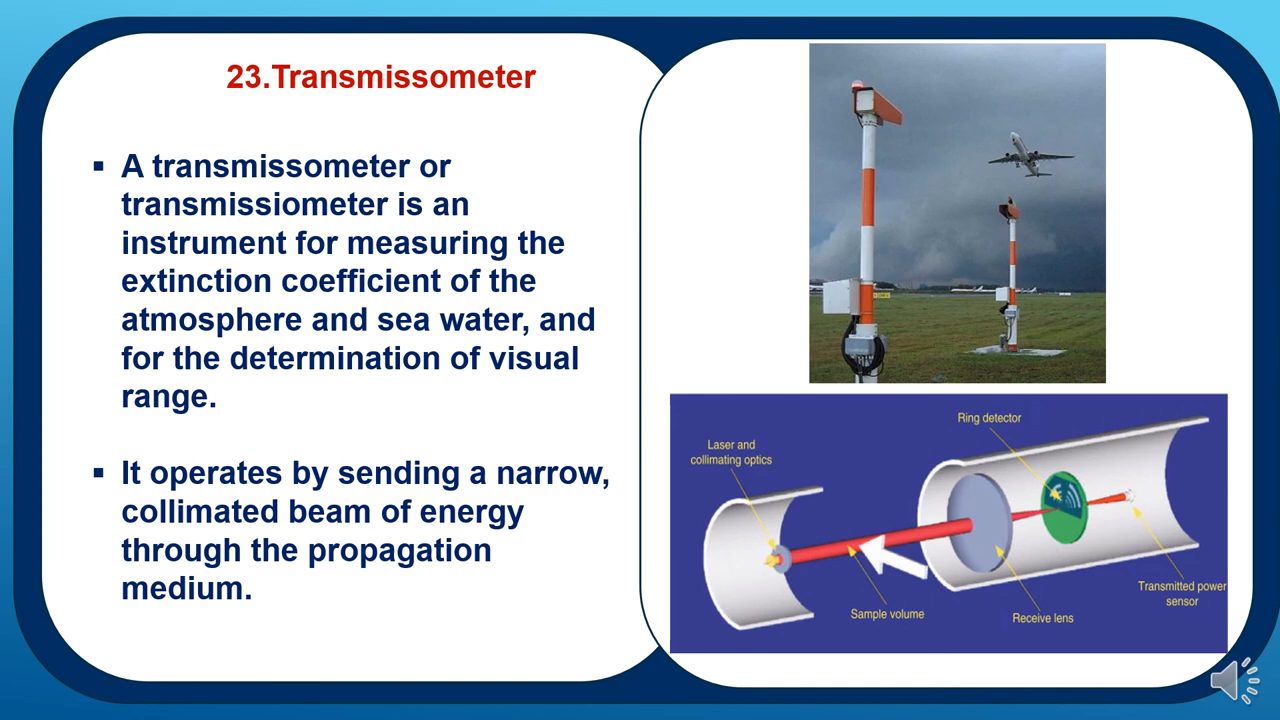 23.Transmissometer
▪ A transmissometer or
transmissiometer is an
instrument for measuring the
extinction coefficient of the
atmosphere and sea water, and
for the determination of visual
range.
▪ It operates by sending a narrow,
collimated beam of energy
through the propagation
medium.
Ring detector
Laser and
collimating optics
Sample volume
Receive lens
Transmitted power
sensor